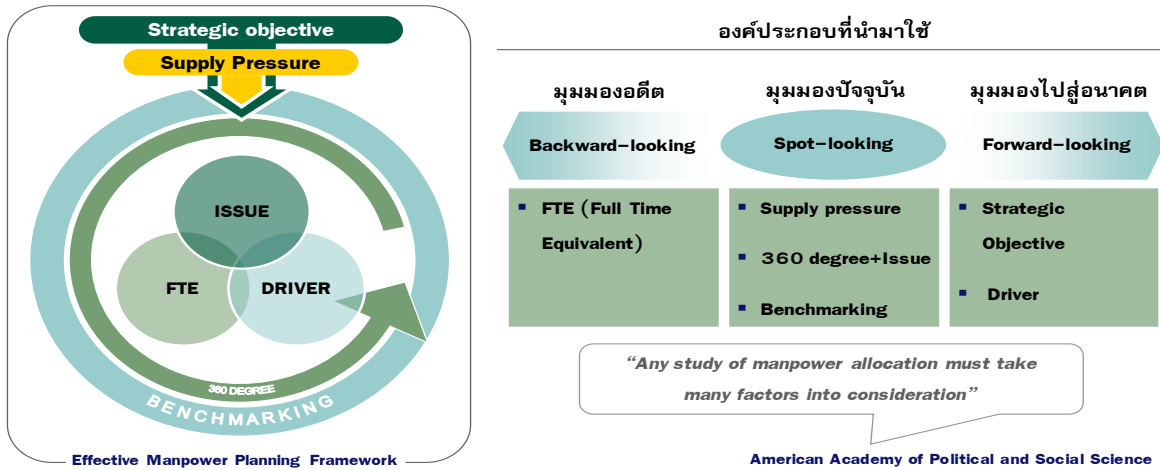 Strategic objective
Supply Pressure
ISSUE
FTE
DRIVER
360 DEGREE
BENCHMARKING
Effective Manpower Planning Framework
องค์ประกอบที่นำมาใช้
มุมมองอดีต
มุมมองปัจจุบัน
มุมมองไปสู่อนาคต
Backward-looking
Spot-looking
Forward-looking
▪ FTE (Full Time
Equivalent)
▪ Supply pressure
▪ 360 degree+Issue
▪ Benchmarking
▪ Strategic
Objective
▪ Driver
“Any study of manpower allocation must take
many factors into consideration”
American Academy of Political and Social Science